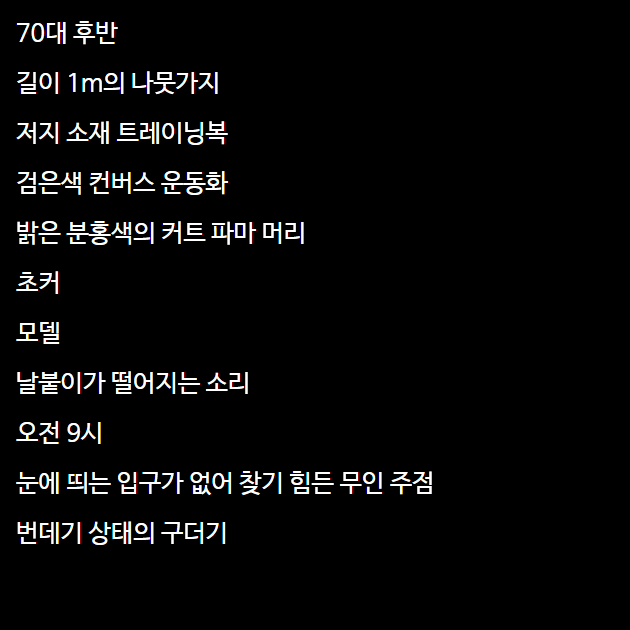 70대 후반
길이 1m의 나뭇가지
저지 소재 트레이닝복
검은색 컨버스 운동화
밝은 분홍색의 커트 파마 머리
초커
모델
날붙이가 떨어지는 소리
오전 9시
눈에 띄는 입구가 없어 찾기 힘든 무인 주점
번데기 상태의 구더기